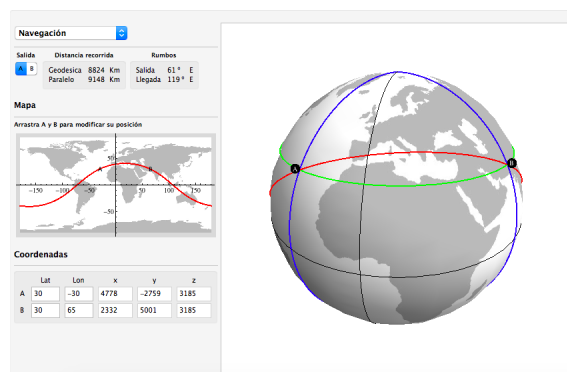 Navegación
Salida Distancia recorrida Rumbos
A B Geodesica 8824 Km Salida 61° E
Paralelo 9148 Km Llegada 119° E
Mapa
Arrastra A y B para modificar su posición
50
A B
-150 -100 -50 50 100 150
-50
Coordenadas
Lat Lon x y z
A 30 -30 4778 -2759 3185
B 30 65 2332 5001 3185
A
B